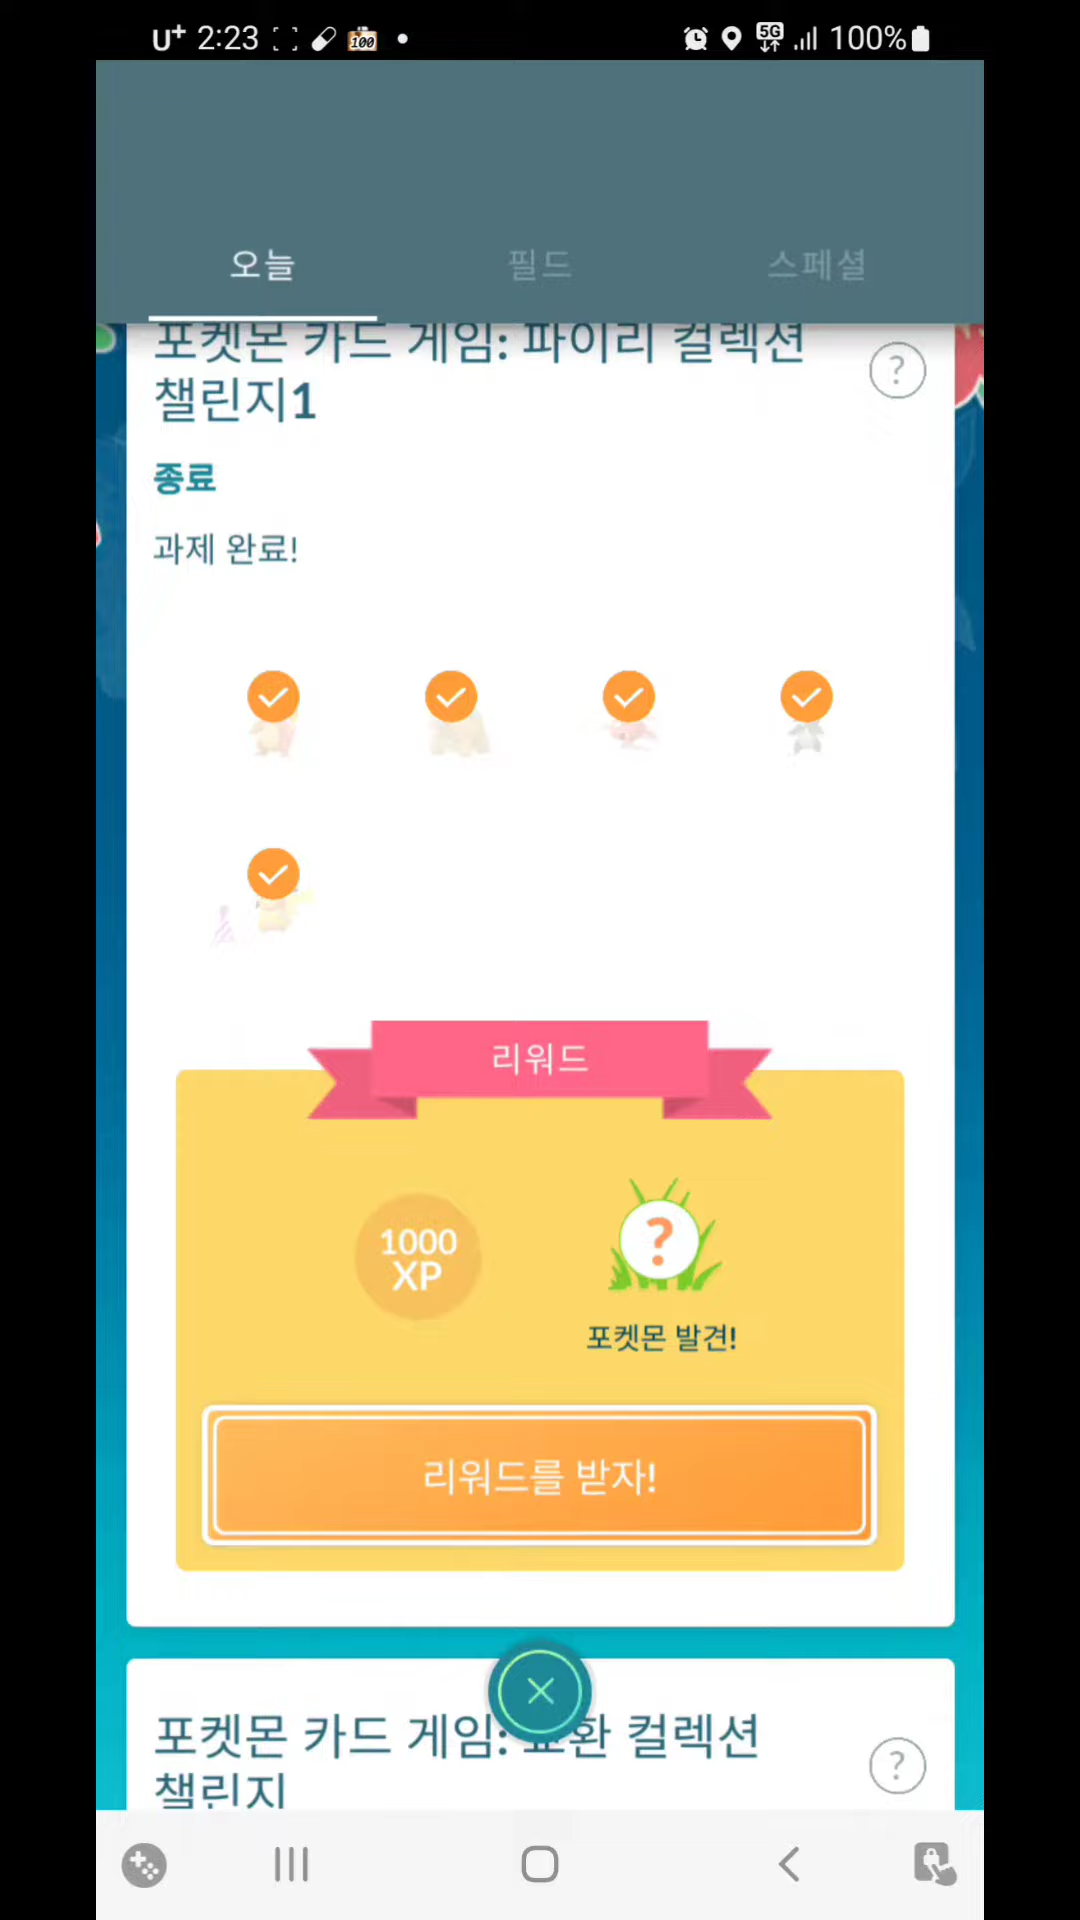 U+ 2:23 100 5G 100%
오늘 필드 스페셜
포켓몬 카드 게임: 파이리 컬렉션
챌린지1
?
종료
과제 완료!
리워드
1000
XP
?
포켓몬 발견!
리워드를 받자!
포켓몬 카드 게임: 교환 컬렉션
챌린지
?